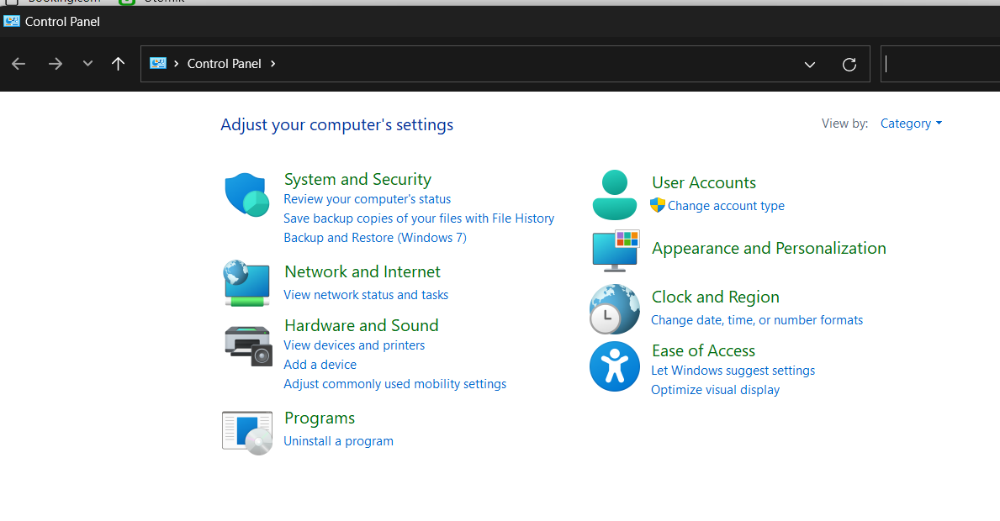 Control Panel
Control Panel
Adjust your computer's settings
View by: Category
System and Security
Review your computer's status
Save backup copies of your files with File History
Backup and Restore (Windows 7)
Network and Internet
View network status and tasks
Hardware and Sound
View devices and printers
Add a device
Adjust commonly used mobility settings
Programs
Uninstall a program
User Accounts
Change account type
Appearance and Personalization
Clock and Region
Change date, time, or number formats
Ease of Access
Let Windows suggest settings
Optimize visual display